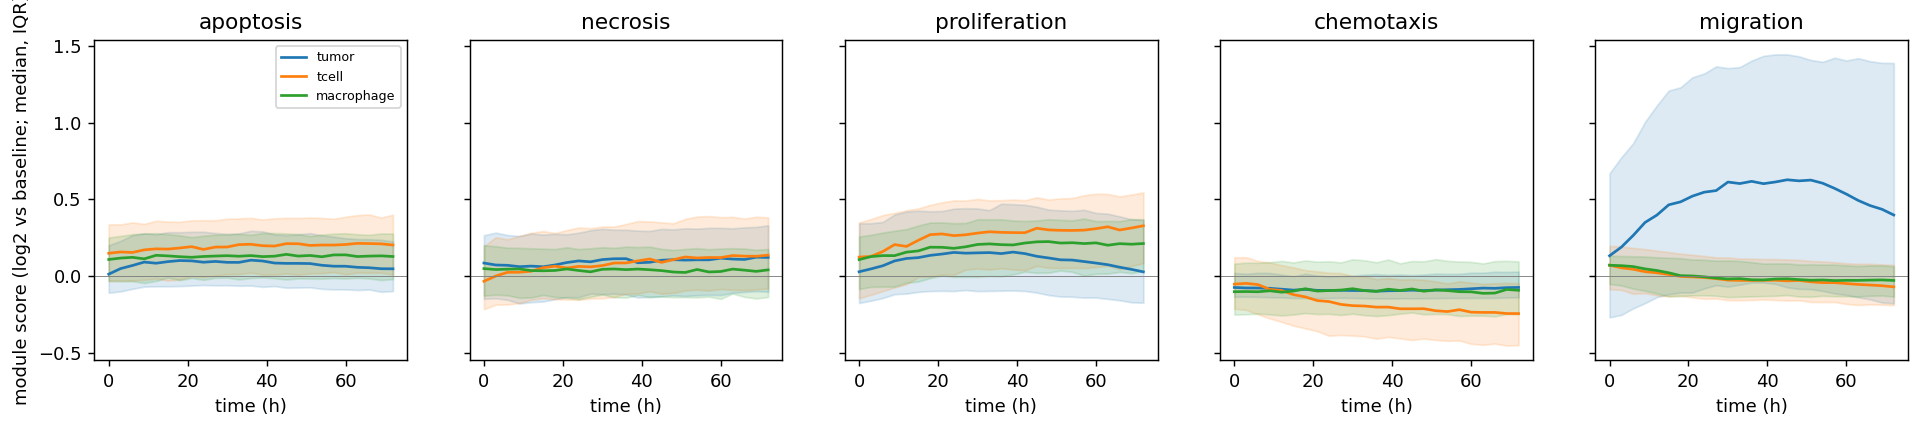 apoptosis
necrosis
proliferation
chemotaxis
migration
module score (log2 vs baseline; median, IQR
1.5
1.0
0.5
0.0
−0.5
tumor
tcell
macrophage
0 20 40 60
0 20 40 60
0 20 40 60
0 20 40 60
0 20 40 60
time (h)
time (h)
time (h)
time (h)
time (h)